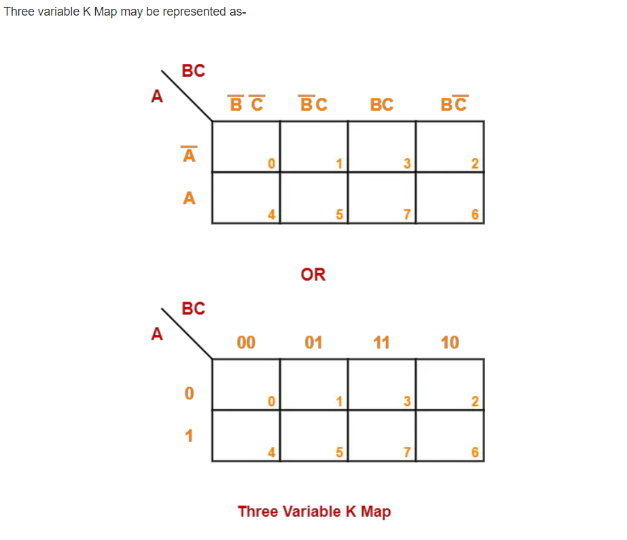 Three variable K Map may be represented as-
BC
A
B̅ C̅ B̅ C BC B C̅
A̅ 0 1 3 2
A 4 5 7 6
OR
BC
A
00 01 11 10
0 0 1 3 2
1 4 5 7 6
Three Variable K Map